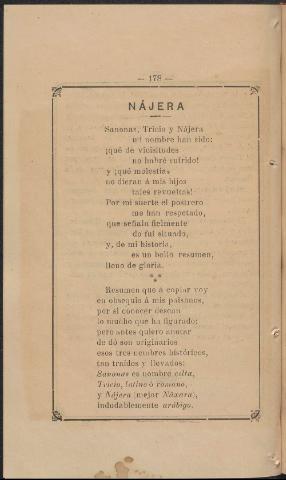 — 178 —
NÁJERA
Sanonas, Tricio y Nájera
mi nombre han sido:
¡qué de vicisitudes
no habré sufrido!
y ¡qué molestias
no dieran á mis hijos
tales revueltas!
Por mi suerte el postrero
me han respetado,
que señala fielmente
do fuí situado,
y, de mi historia,
es un bello resumen,
lleno de gloria.
***
Resumen que á copiar voy
en obsequio á mis paisanos,
por si conocer desean
lo mucho que ha figurado;
pero antes quiero anotar
de dó son originarios
esos tres nombres históricos,
tan traídos y llevados:
Sanonas es nombre celta,
Tricio, latino ó romano,
y Nájera (mejor Náxara),
indudablemente arábigo.